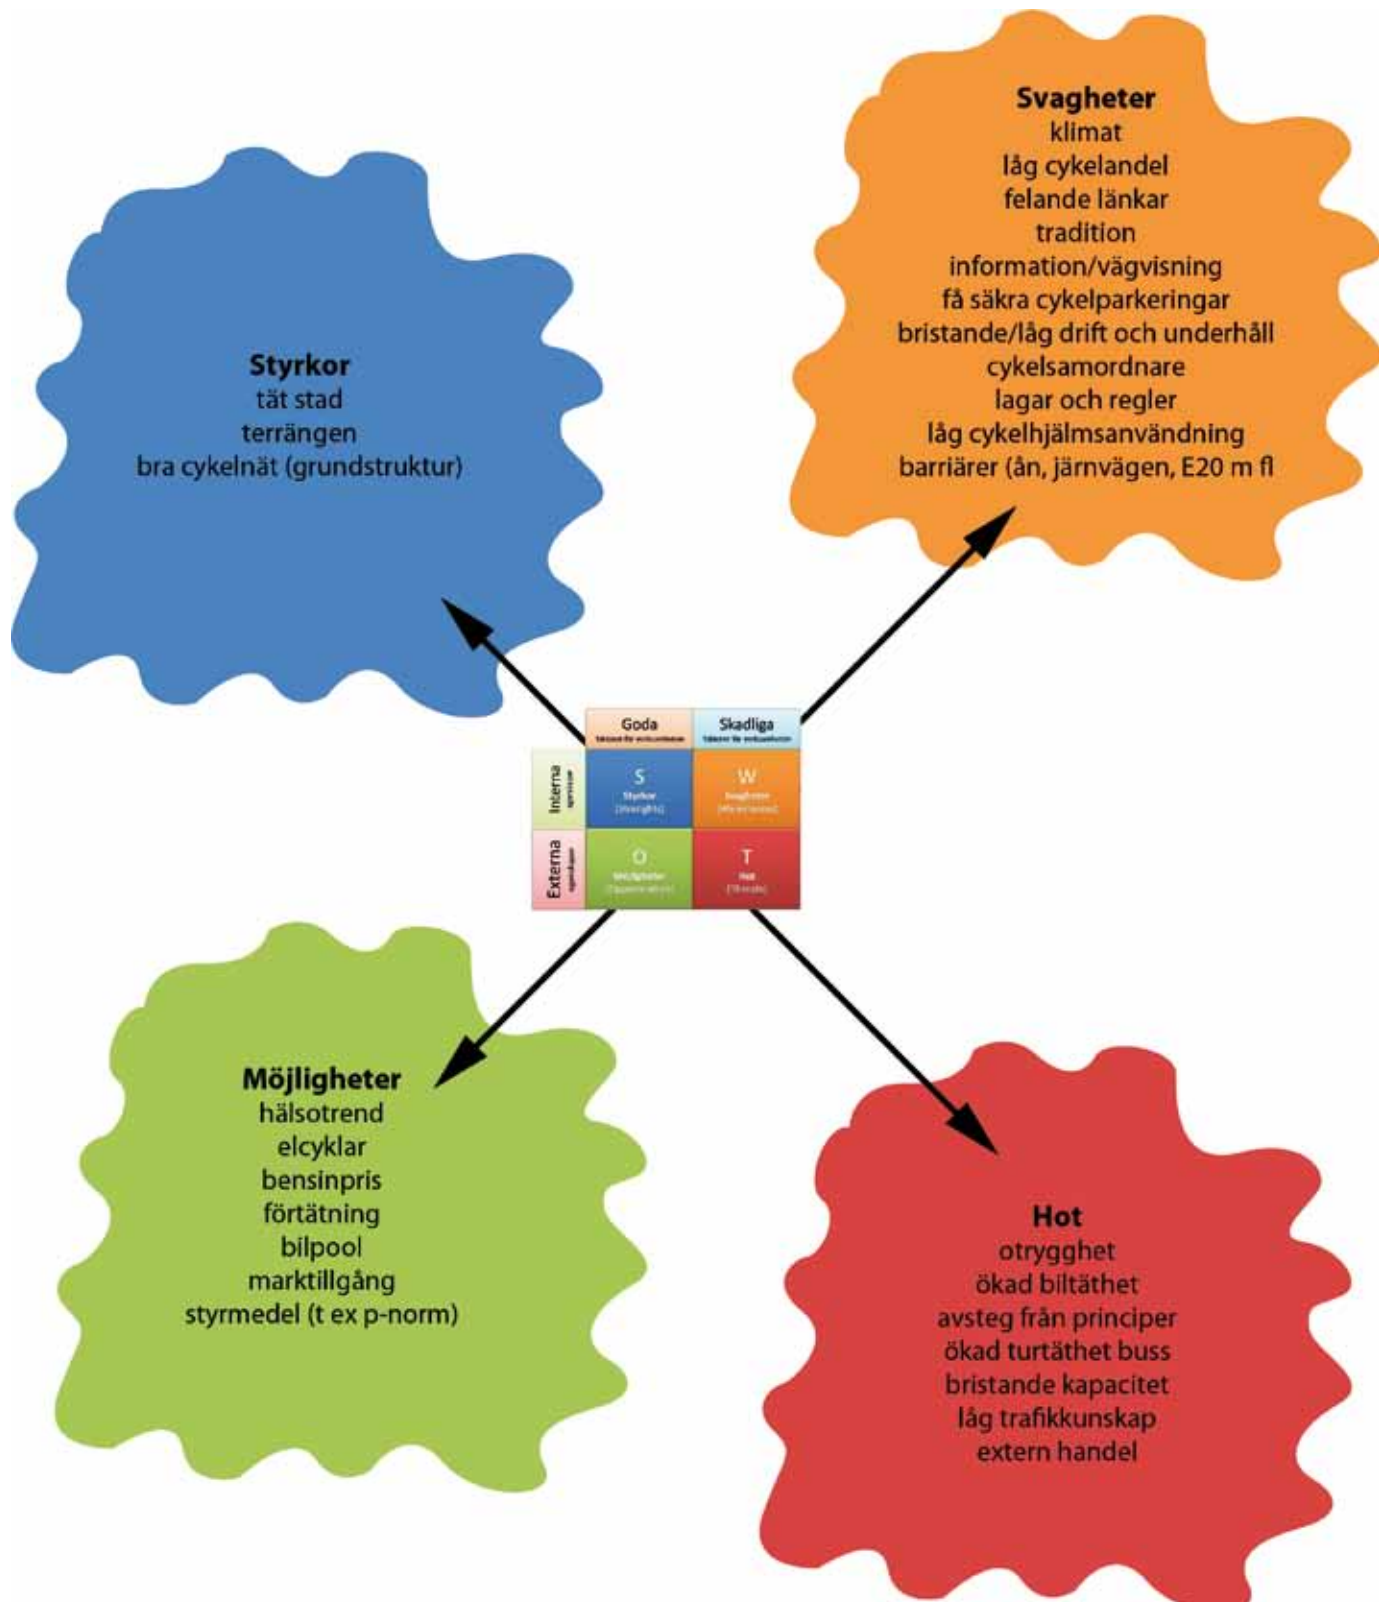 Svagheter
klimat
låg cykelandel
felande länkar
tradition
information/vägvisning
få säkra cykelparkeringar
bristande/låg drift och underhåll
cykelsamordnare
lagar och regler
låg cykelhjälmsanvändning
barriärer (ån, järnvägen, E20 m fl
Styrkor
tät stad
terrängen
bra cykelnät (grundstruktur)
Goda
Skadliga
Interna
S
Styrkor
W
Externa
egenskaper
O
T
Hot
Möjligheter
hälsotrend
elcyklar
bensinpris
förtätning
bilpool
marktillgång
styrmedel (t ex p-norm)
Hot
otrygghet
ökad biltäthet
avsteg från principer
ökad turtäthet buss
bristande kapacitet
låg trafikkunskap
extern handel